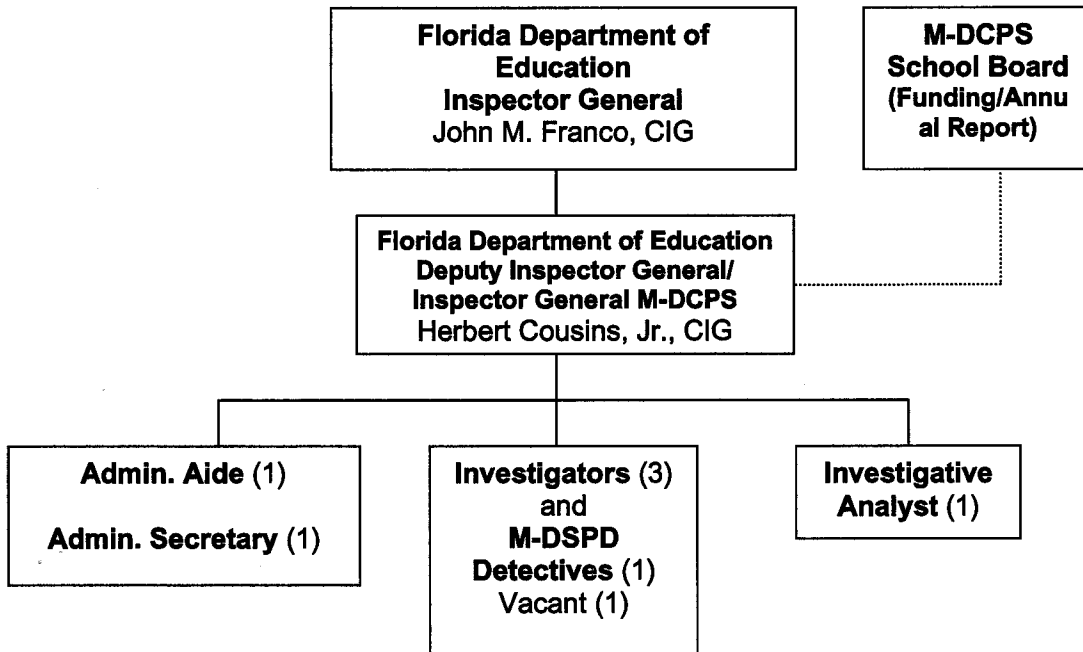 Florida Department of
Education
Inspector General
John M. Franco, CIG
M-DCPS
School Board
(Funding/Annu
al Report)
Florida Department of Education
Deputy Inspector General/
Inspector General M-DCPS
Herbert Cousins, Jr., CIG
Admin. Aide (1)
Admin. Secretary (1)
Investigators (3)
and
M-DSPD
Detectives (1)
Vacant (1)
Investigative
Analyst (1)